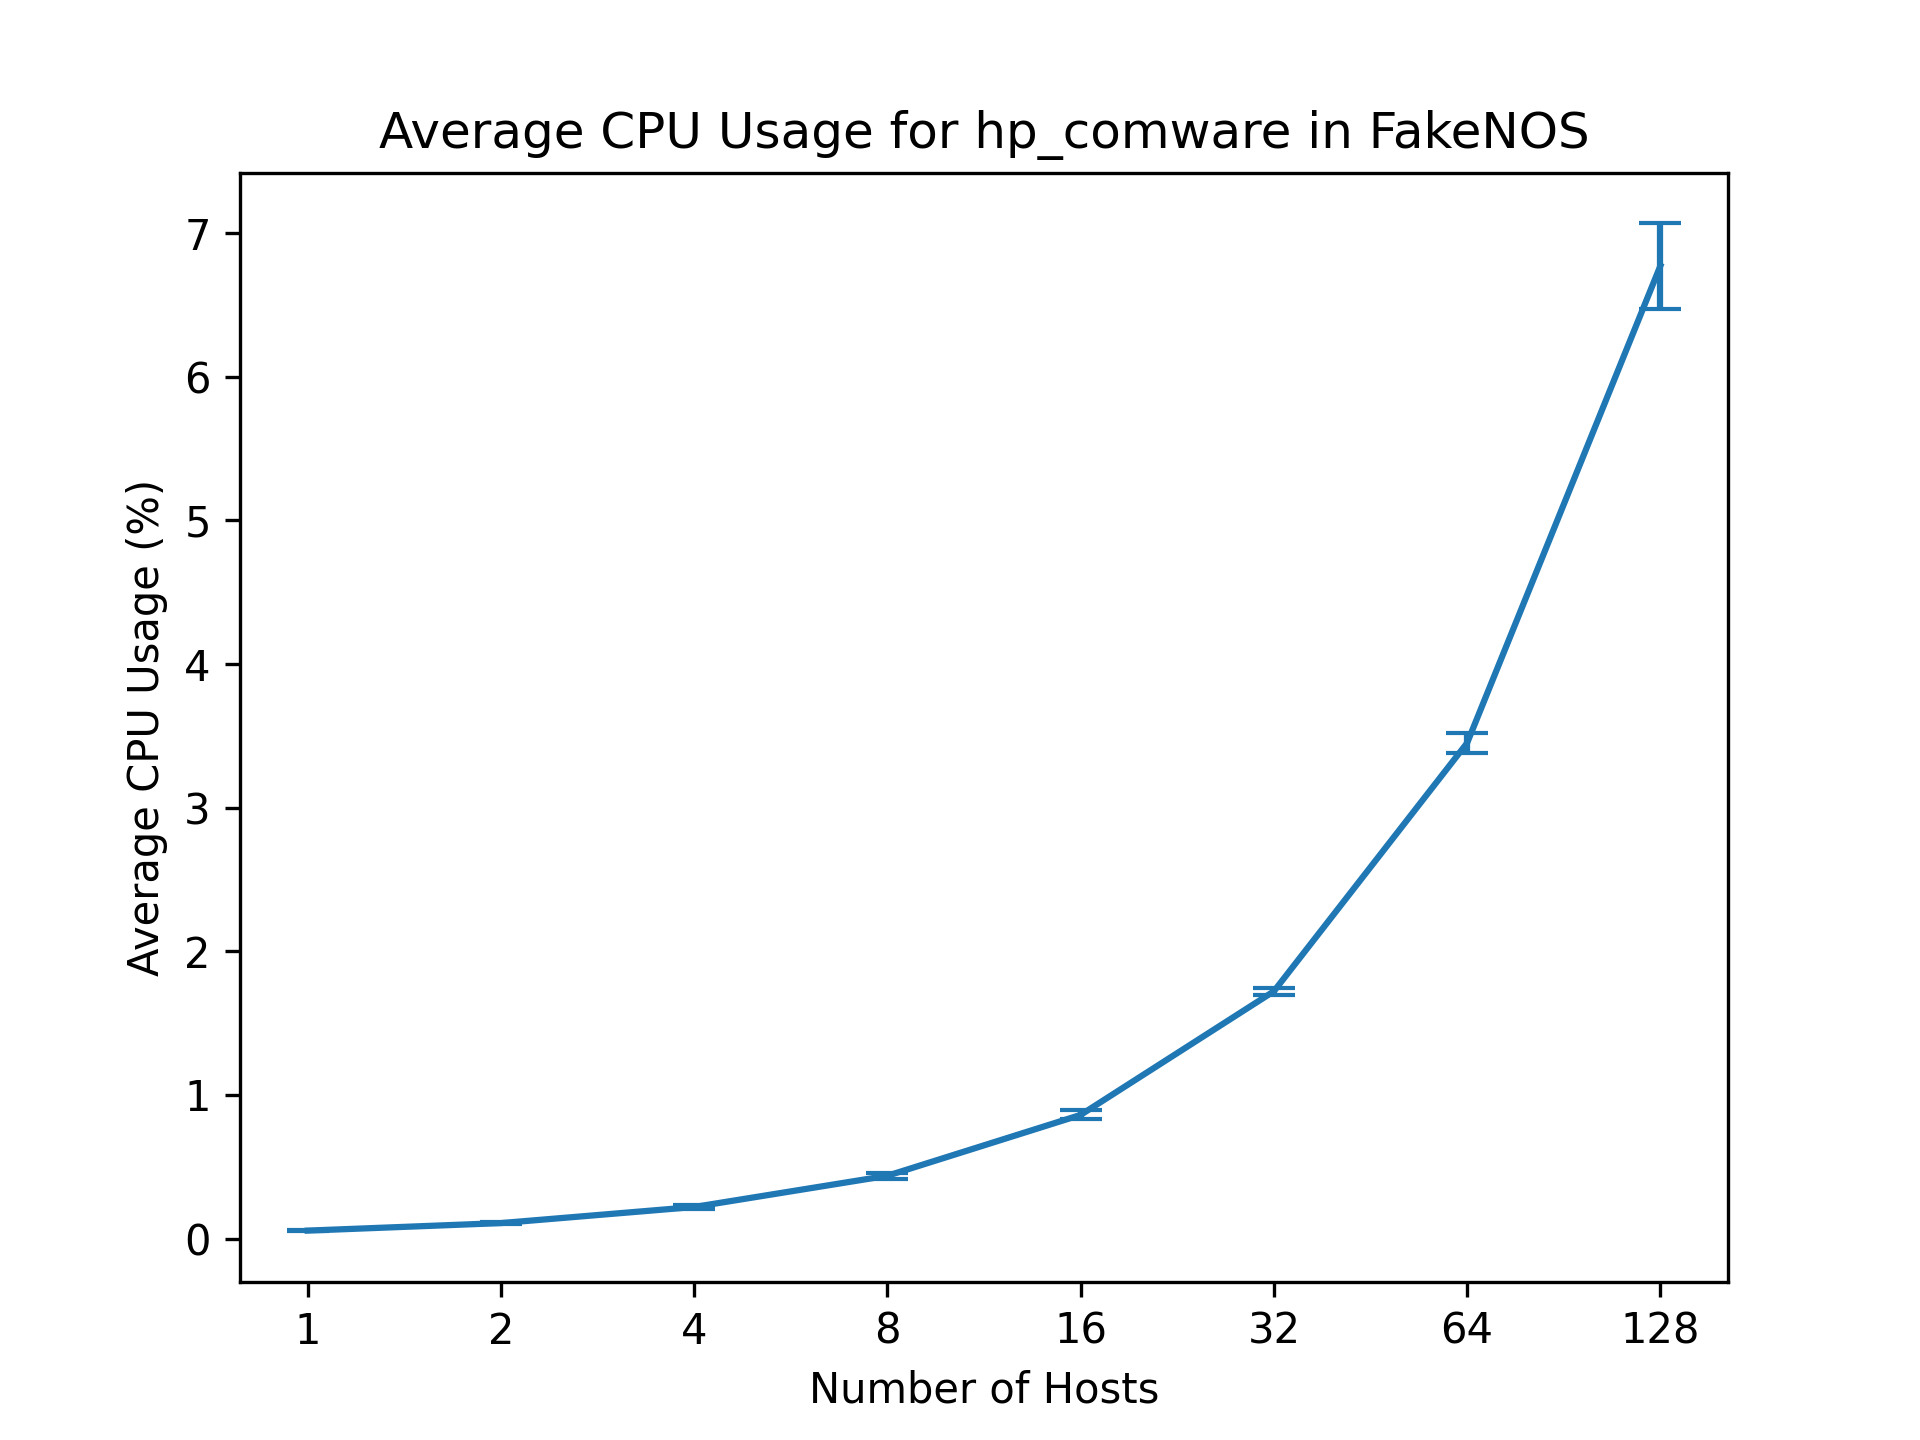 Average CPU Usage for hp_comware in FakeNOS
Average CPU Usage (%)
7
6
5
4
3
2
1
0
1 2 4 8 16 32 64 128
Number of Hosts